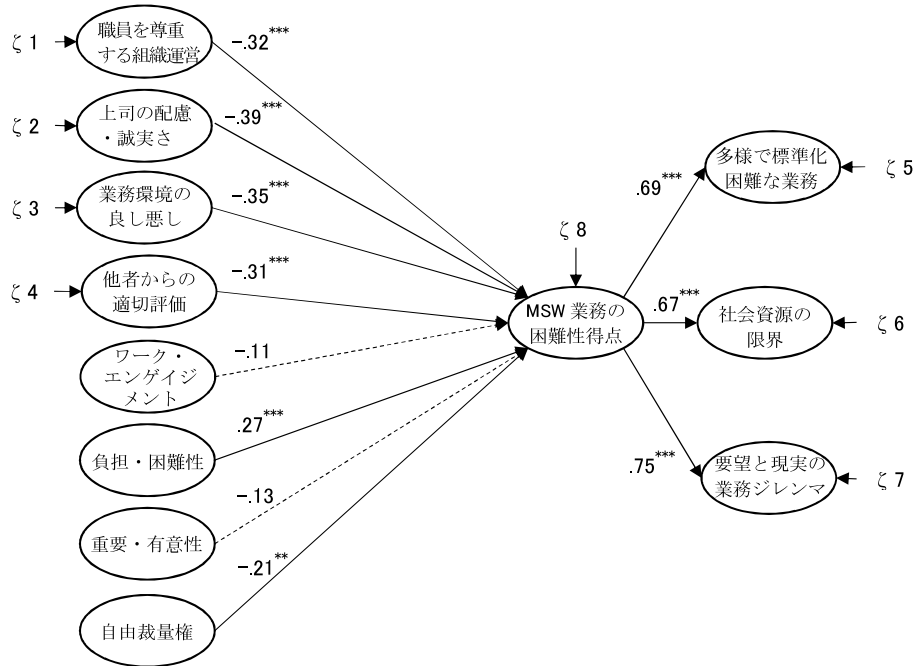 ζ1
職員を尊重
する組織運営
-.32***
ζ2
上司の配慮
・誠実さ
-.39***
ζ3
業務環境の
良し悪し
-.35***
ζ4
他者からの
適切評価
-.31***
ワーク・
エンゲイジ
メント
-.11
負担・困難性
.27***
重要・有意性
-.13
自由裁量権
-.21**
ζ8
MSW業務の
困難性得点
.69***
多様で標準化
困難な業務
ζ5
.67***
社会資源の
限界
ζ6
.75***
要望と現実の
業務ジレンマ
ζ7